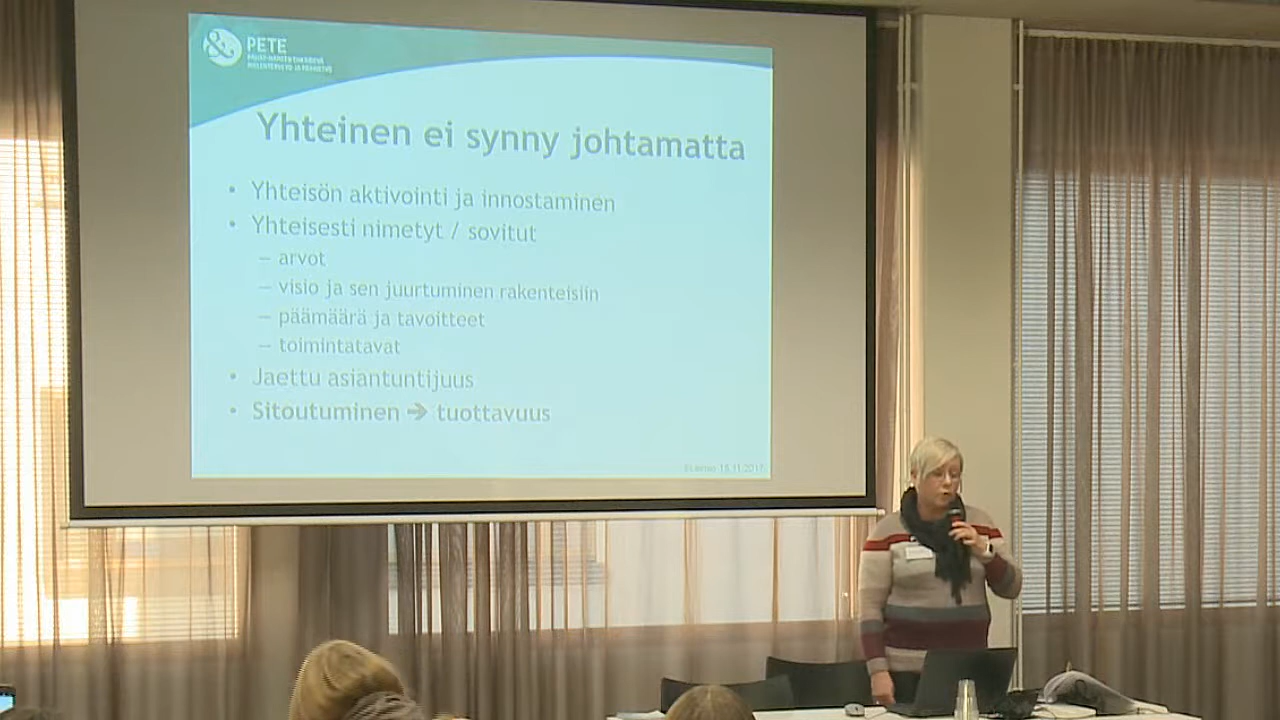 PETE
Yhteinen ei synny johtamatta
• Yhteisön aktivointi ja innostaminen
• Yhteisesti nimetyt / sovitut
– arvot
– visio ja sen juurtuminen rakenteisiin
– päämäärä ja tavoitteet
– toimintatavat
• Jaettu asiantuntijuus
• Sitoutuminen → tuottavuus